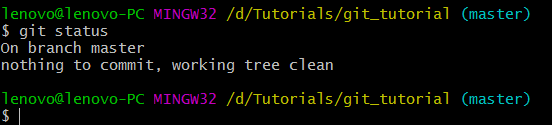 lenovo@lenovo-PC MINGW32 /d/Tutorials/git_tutorial (master)
$ git status
On branch master
nothing to commit, working tree clean
lenovo@lenovo-PC MINGW32 /d/Tutorials/git_tutorial (master)
$